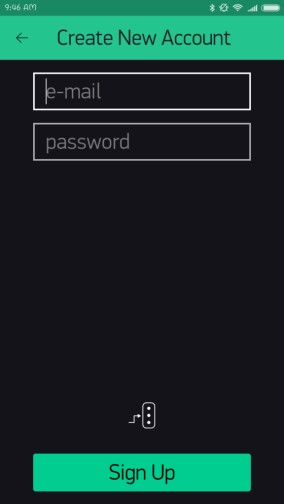 9:46 AM
Create New Account
e-mail
password
Sign Up